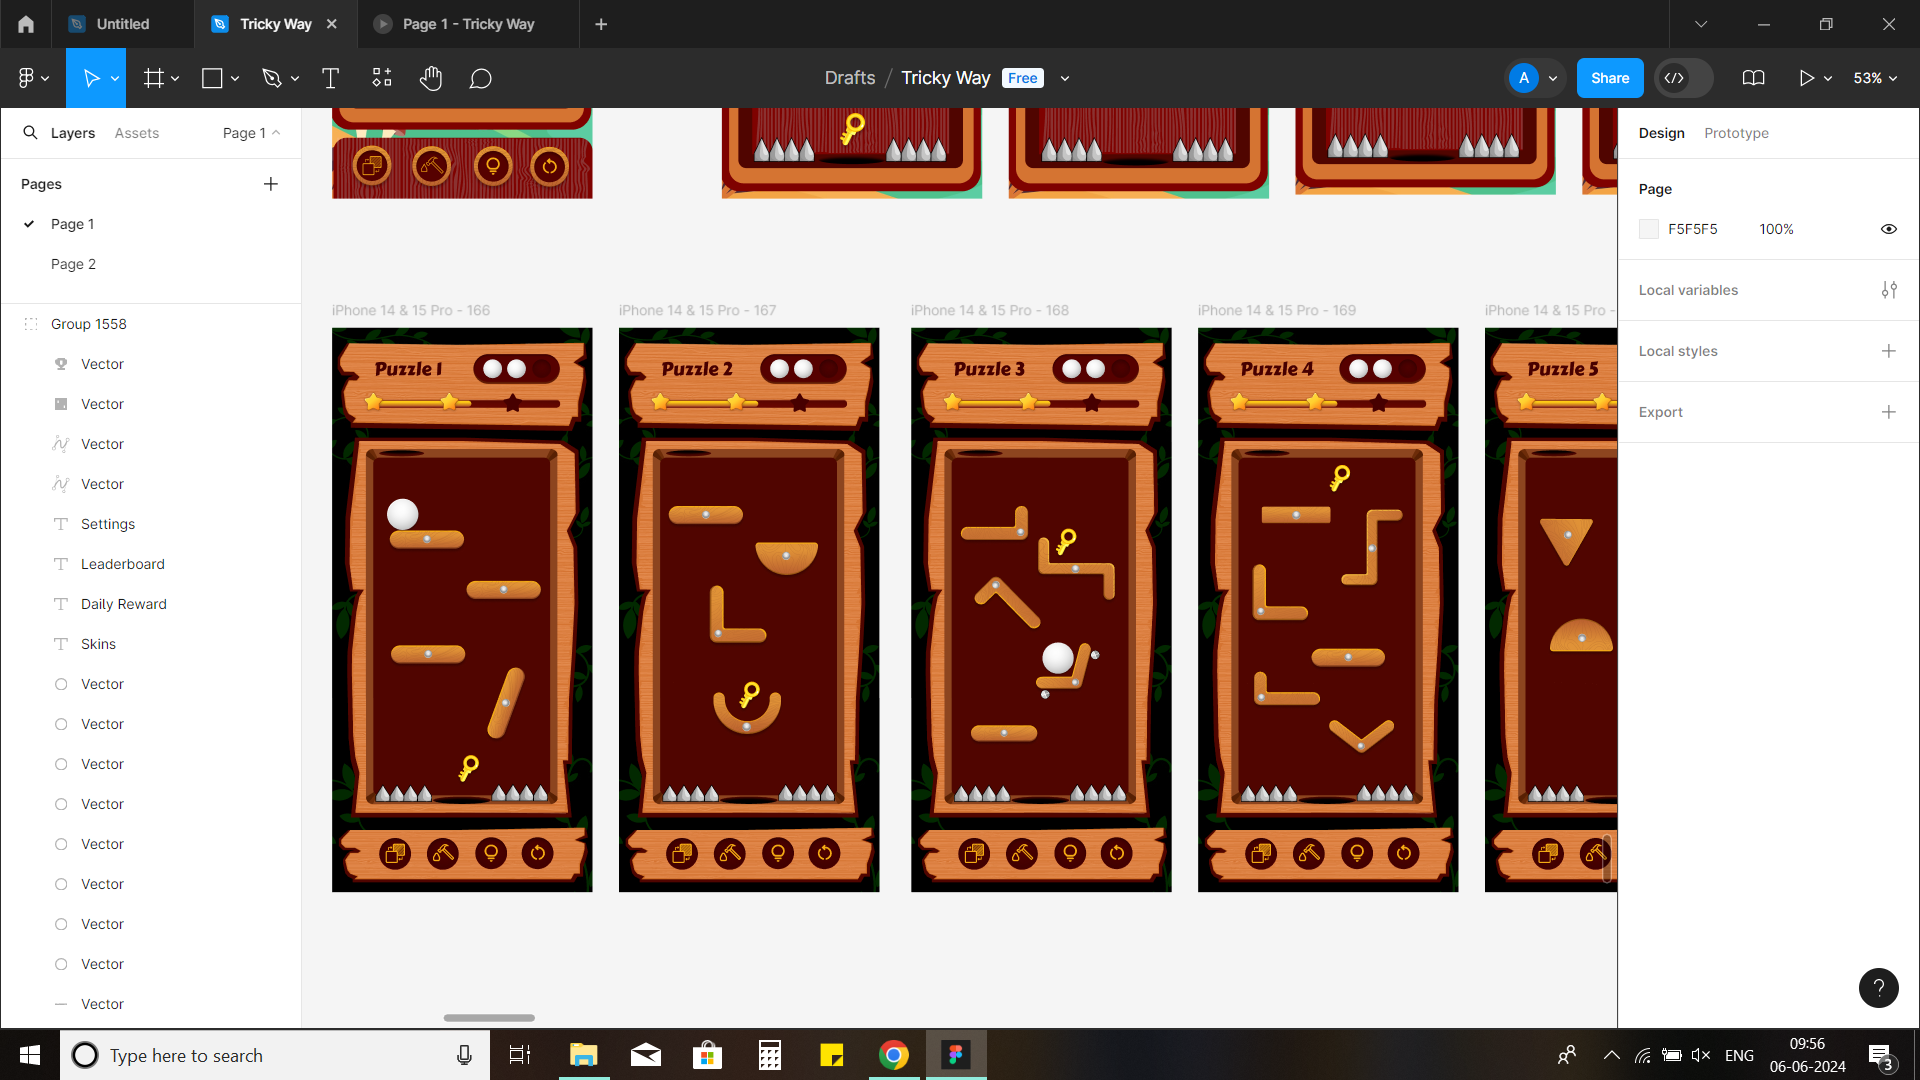 Untitled
Tricky Way
Page 1 - Tricky Way
Drafts / Tricky Way Free
A
Share
53%
Layers
Assets
Page 1
Design
Prototype
Pages
Page 1
Page 2
Page
F5F5F5
100%
Local variables
Local styles
Export
Group 1558
Vector
Vector
Vector
Vector
Settings
Leaderboard
Daily Reward
Skins
Vector
Vector
Vector
Vector
Vector
Vector
Vector
Vector
Vector
iPhone 14 & 15 Pro - 166
iPhone 14 & 15 Pro - 167
iPhone 14 & 15 Pro - 168
iPhone 14 & 15 Pro - 169
iPhone 14 & 15 Pro -
Puzzle 1
Puzzle 2
Puzzle 3
Puzzle 4
Puzzle 5
?
Type here to search
ENG
09:56
06-06-2024
3